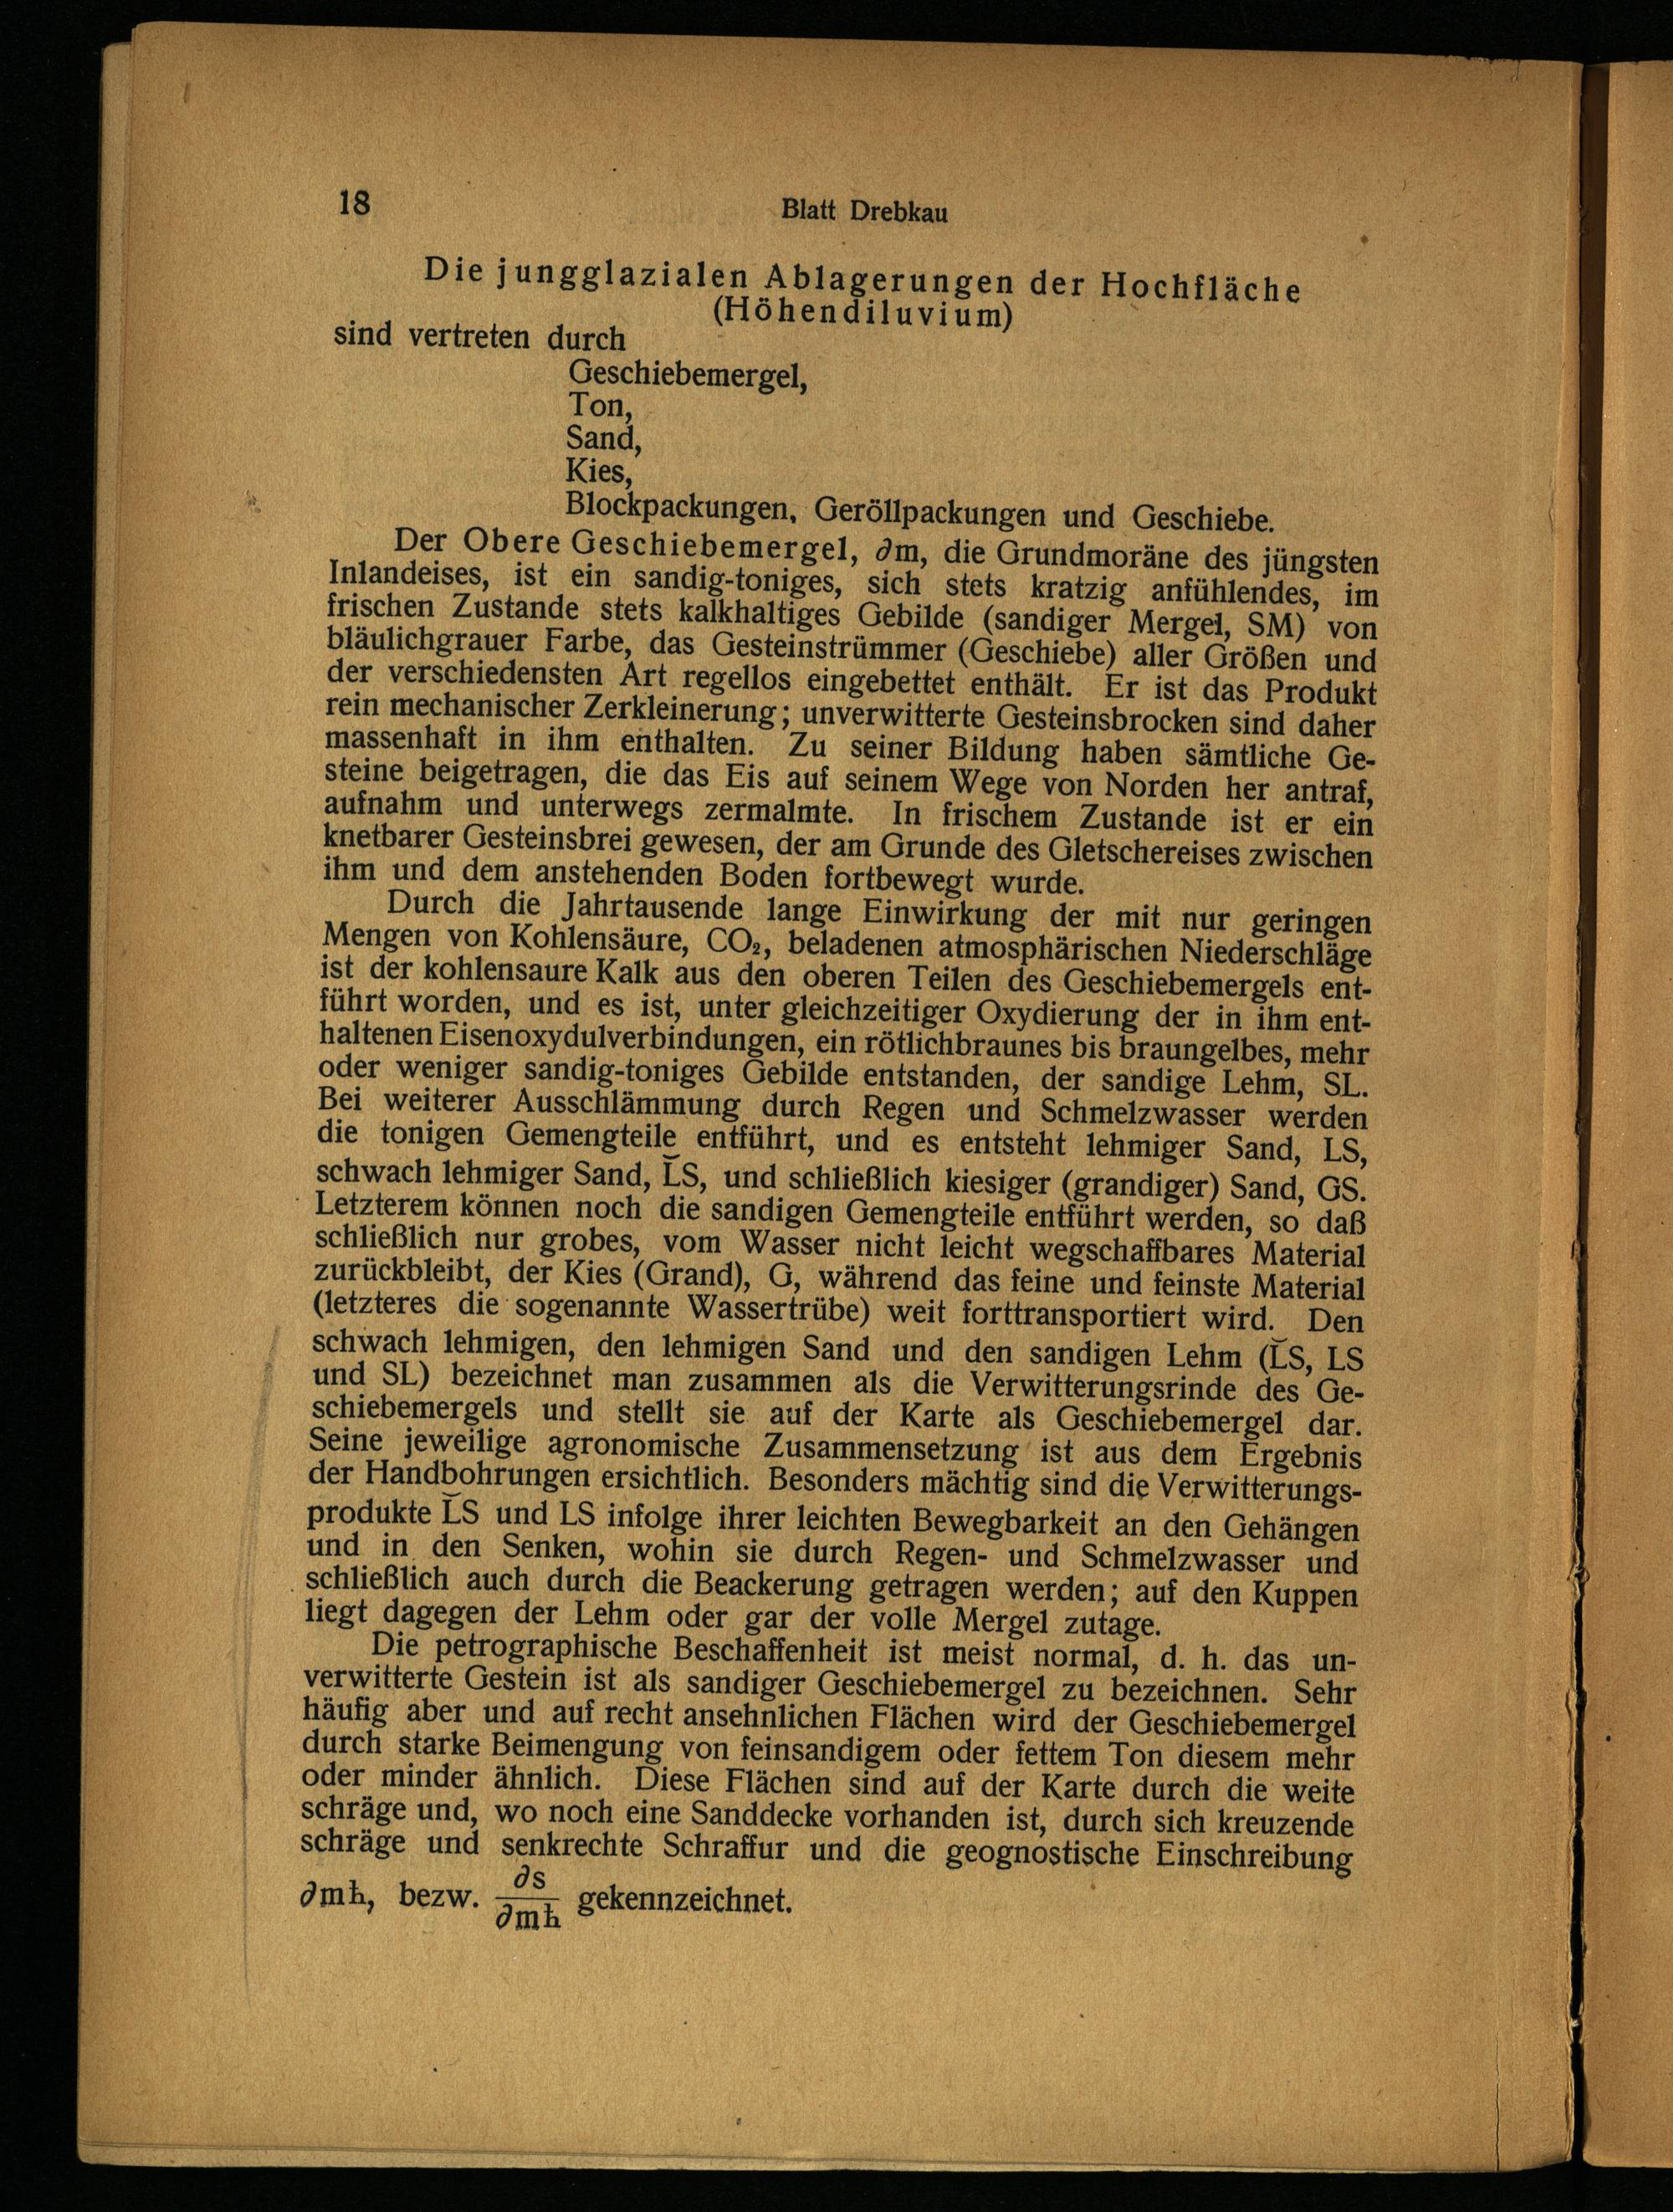 18
Blatt Drebkau
Die jungglazialen Ablagerungen der Hochfläche
(Höhendiluvium)
sind vertreten durch
Geschiebemergel,
Ton,
Sand,
Kies,
Blockpackungen, Geröllpackungen und Geschiebe.
Der Obere Geschiebemergel, ∂m, die Grundmoräne des jüngsten
Inlandeises, ist ein sandig-toniges, sich stets kratzig anfühlendes, im
frischen Zustande stets kalkhaltiges Gebilde (sandiger Mergel, SM) von
bläulichgrauer Farbe, das Gesteinstrümmer (Geschiebe) aller Größen und
der verschiedensten Art regellos eingebettet enthält. Er ist das Produkt
rein mechanischer Zerkleinerung; unverwitterte Gesteinsbrocken sind daher
massenhaft in ihm enthalten. Zu seiner Bildung haben sämtliche Ge-
steine beigetragen, die das Eis auf seinem Wege von Norden her antraf,
aufnahm und unterwegs zermalmte. In frischem Zustande ist er ein
knetbarer Gesteinsbrei gewesen, der am Grunde des Gletschereises zwischen
ihm und dem anstehenden Boden fortbewegt wurde.
Durch die Jahrtausende lange Einwirkung der mit nur geringen
Mengen von Kohlensäure, CO₂, beladenen atmosphärischen Niederschläge
ist der kohlensaure Kalk aus den oberen Teilen des Geschiebemergels ent-
führt worden, und es ist, unter gleichzeitiger Oxydierung der in ihm ent-
haltenen Eisenoxydulverbindungen, ein rötlichbraunes bis braungelbes, mehr
oder weniger sandig-toniges Gebilde entstanden, der sandige Lehm, SL.
Bei weiterer Ausschlämmung durch Regen und Schmelzwasser werden
die tonigen Gemengteile entführt, und es entsteht lehmiger Sand, LS,
schwach lehmiger Sand, L̆S, und schließlich kiesiger (grandiger) Sand, GS.
Letzterem können noch die sandigen Gemengteile entführt werden, so daß
schließlich nur grobes, vom Wasser nicht leicht wegschaffbares Material
zurückbleibt, der Kies (Grand), G, während das feine und feinste Material
(letzteres die sogenannte Wassertrübe) weit forttransportiert wird. Den
schwach lehmigen, den lehmigen Sand und den sandigen Lehm (L̆S, LS
und SL) bezeichnet man zusammen als die Verwitterungsrinde des Ge-
schiebemergels und stellt sie auf der Karte als Geschiebemergel dar.
Seine jeweilige agronomische Zusammensetzung ist aus dem Ergebnis
der Handbohrungen ersichtlich. Besonders mächtig sind die Verwitterungs-
produkte L̆S und LS infolge ihrer leichten Bewegbarkeit an den Gehängen
und in den Senken, wohin sie durch Regen- und Schmelzwasser und
schließlich auch durch die Beackerung getragen werden; auf den Kuppen
liegt dagegen der Lehm oder gar der volle Mergel zutage.
Die petrographische Beschaffenheit ist meist normal, d. h. das un-
verwitterte Gestein ist als sandiger Geschiebemergel zu bezeichnen. Sehr
häufig aber und auf recht ansehnlichen Flächen wird der Geschiebemergel
durch starke Beimengung von feinsandigem oder fettem Ton diesem mehr
oder minder ähnlich. Diese Flächen sind auf der Karte durch die weite
schräge und, wo noch eine Sanddecke vorhanden ist, durch sich kreuzende
schräge und senkrechte Schraffur und die geognostische Einschreibung
∂mħ, bezw. ∂s/∂mħ gekennzeichnet.